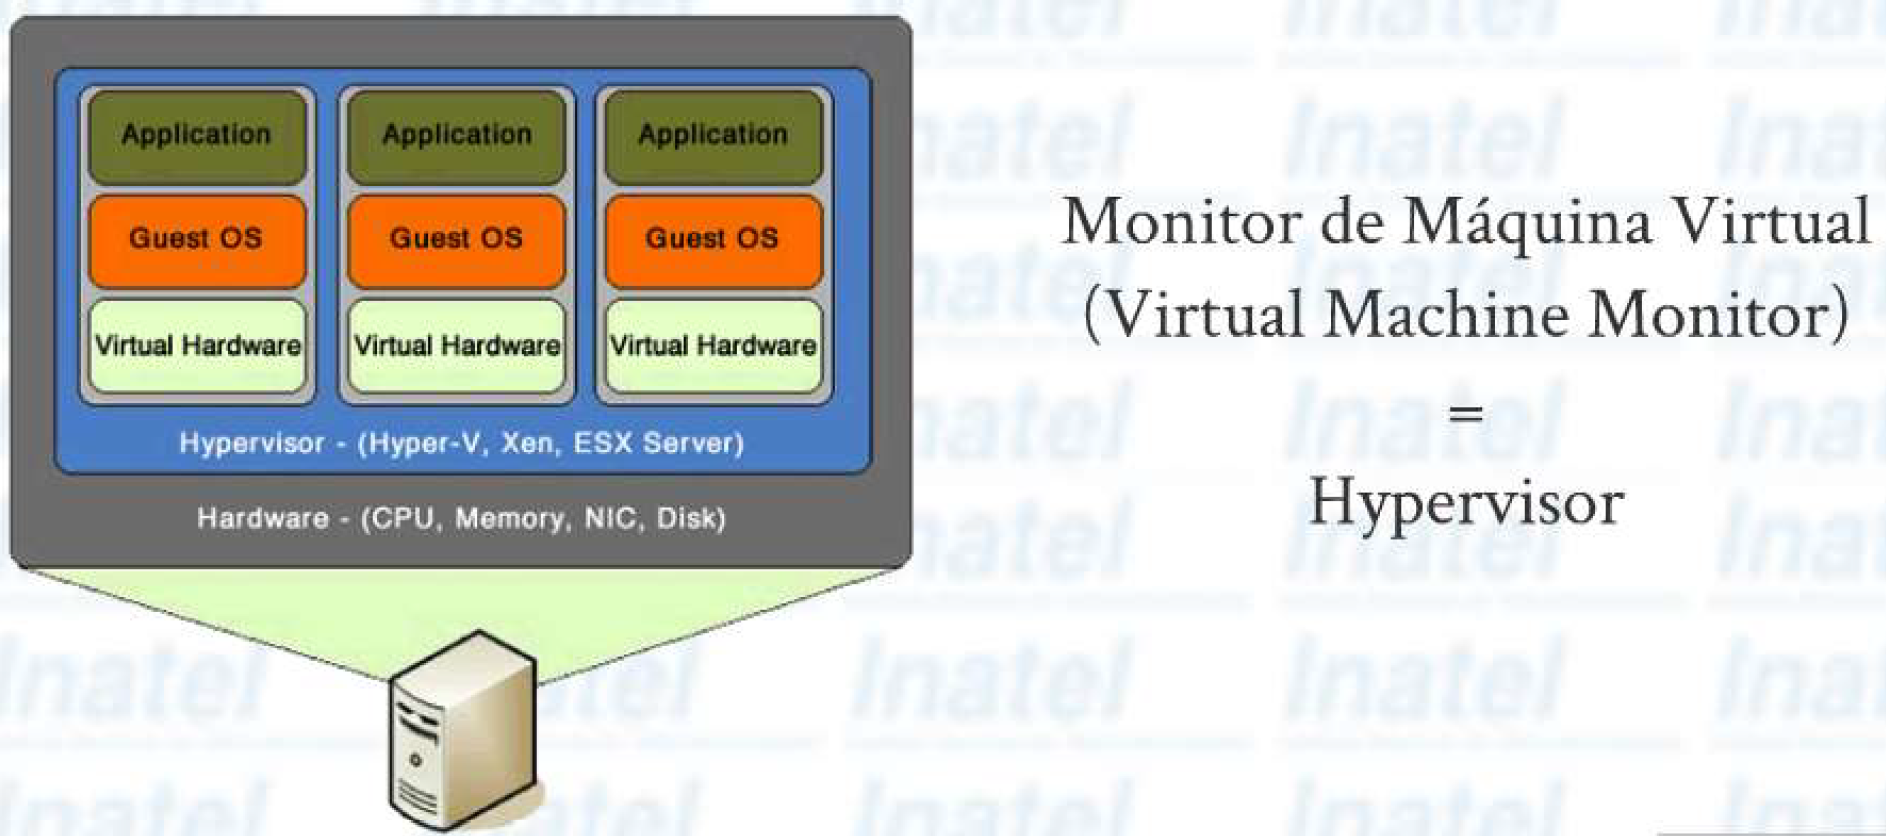 Application
Application
Application
Guest OS
Guest OS
Guest OS
Virtual Hardware
Virtual Hardware
Virtual Hardware
Hypervisor - (Hyper-V, Xen, ESX Server)
Hardware - (CPU, Memory, NIC, Disk)
Monitor de Máquina Virtual
(Virtual Machine Monitor)
=
Hypervisor
Inatel